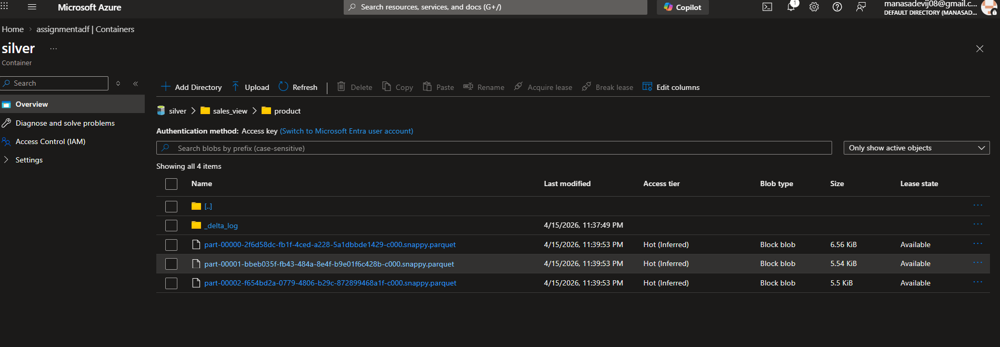 Microsoft Azure
Search resources, services, and docs (G+/)
Copilot
1
manasadevij08@gmail.c...
DEFAULT DIRECTORY (MANASAD...
Home > assignmentadf | Containers
silver ...
Container
Search
Overview
Diagnose and solve problems
Access Control (IAM)
Settings
Add Directory Upload Refresh Delete Copy Paste Rename Acquire lease Break lease Edit columns
silver > sales_view > product
Authentication method: Access key (Switch to Microsoft Entra user account)
Search blobs by prefix (case-sensitive)
Only show active objects
Showing all 4 items
Name Last modified Access tier Blob type Size Lease state
[..]
_delta_log 4/15/2026, 11:37:49 PM
part-00000-2f6d58dc-fb1f-4ced-a228-5a1dbbde1429-c000.snappy.parquet 4/15/2026, 11:39:53 PM Hot (Inferred) Block blob 6.56 KiB Available
part-00001-bbeb035f-fb43-484a-8e4f-b9e01f6c428b-c000.snappy.parquet 4/15/2026, 11:39:53 PM Hot (Inferred) Block blob 5.54 KiB Available
part-00002-f654bd2a-0779-4806-b29c-872899468a1f-c000.snappy.parquet 4/15/2026, 11:39:53 PM Hot (Inferred) Block blob 5.5 KiB Available